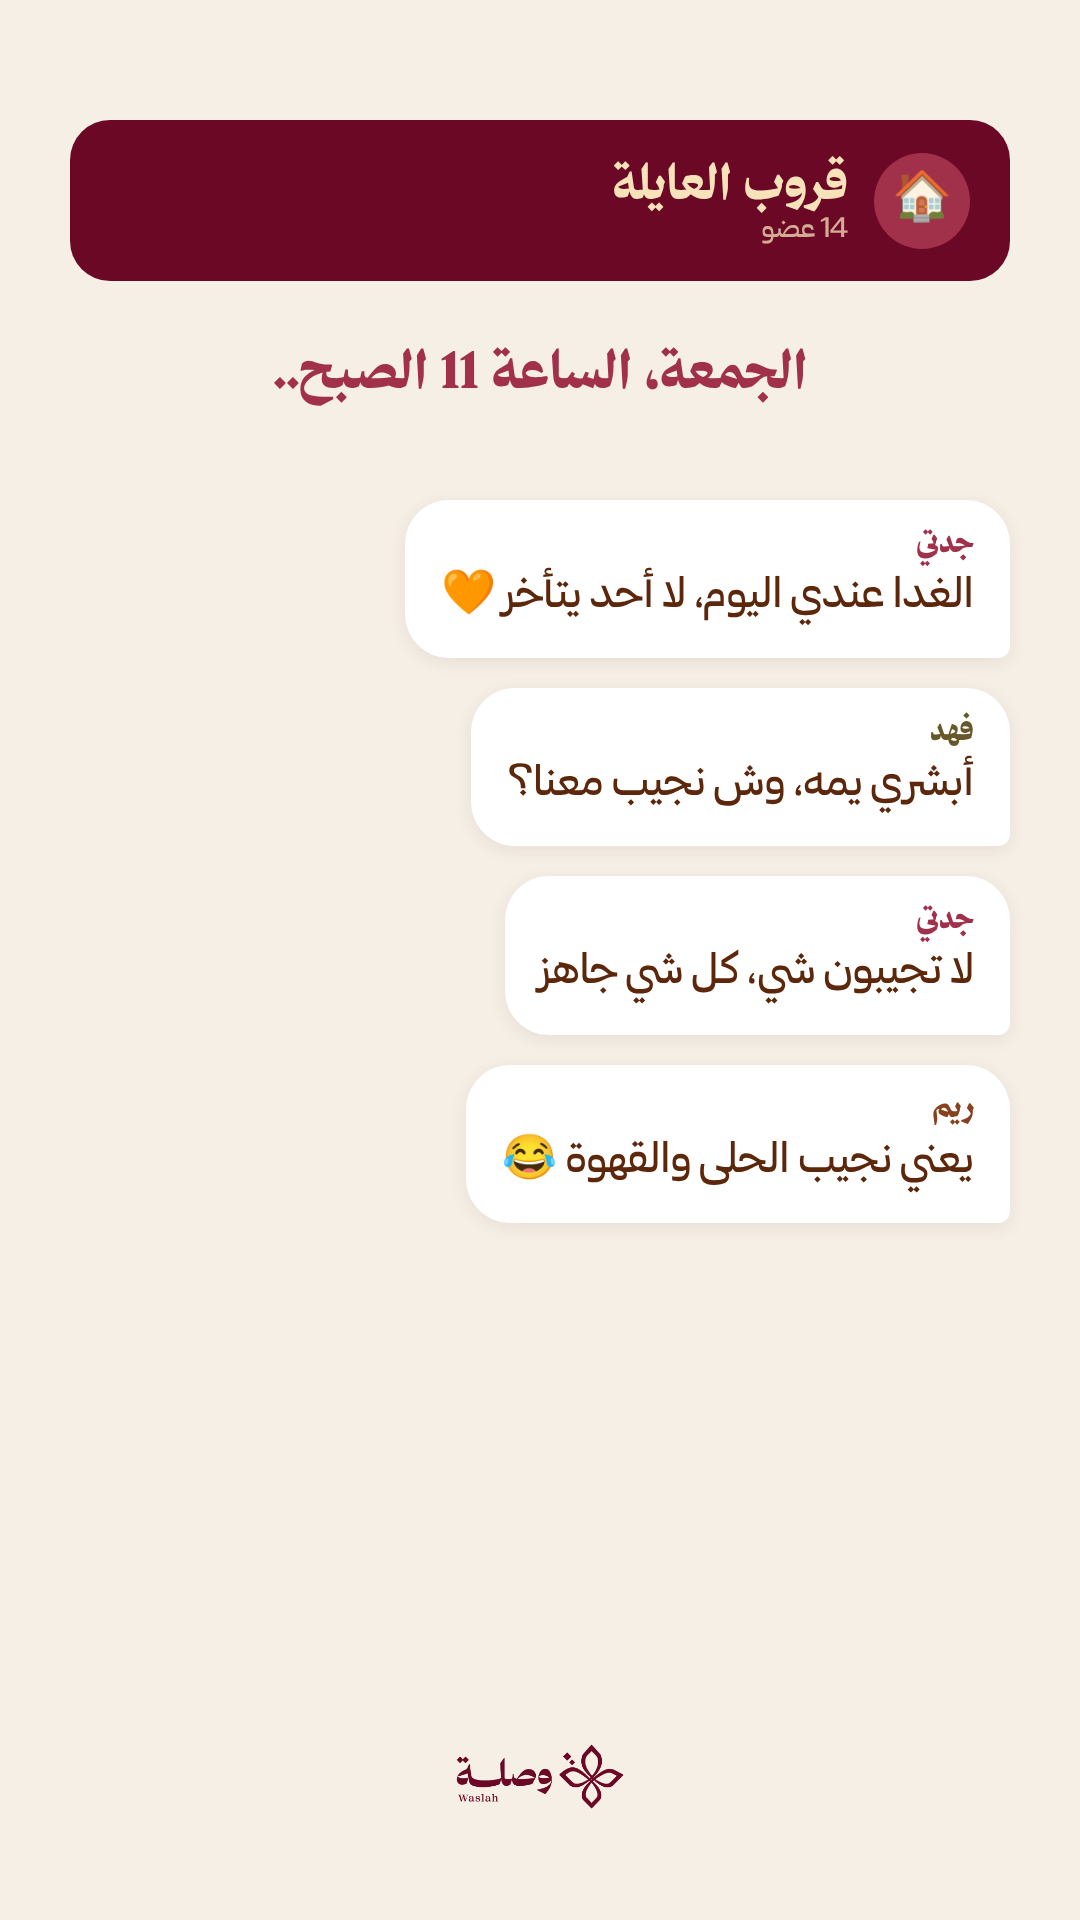 قروب العايلة
14 عضو
الجمعة، الساعة 11 الصبح..
جدتي
الغدا عندي اليوم، لا أحد يتأخر 🧡
فهد
أبشري يمه، وش نجيب معنا؟
جدتي
لا تجيبون شي، كل شي جاهز
ريم
يعني نجيب الحلى والقهوة 😂
وصلة
Waslah